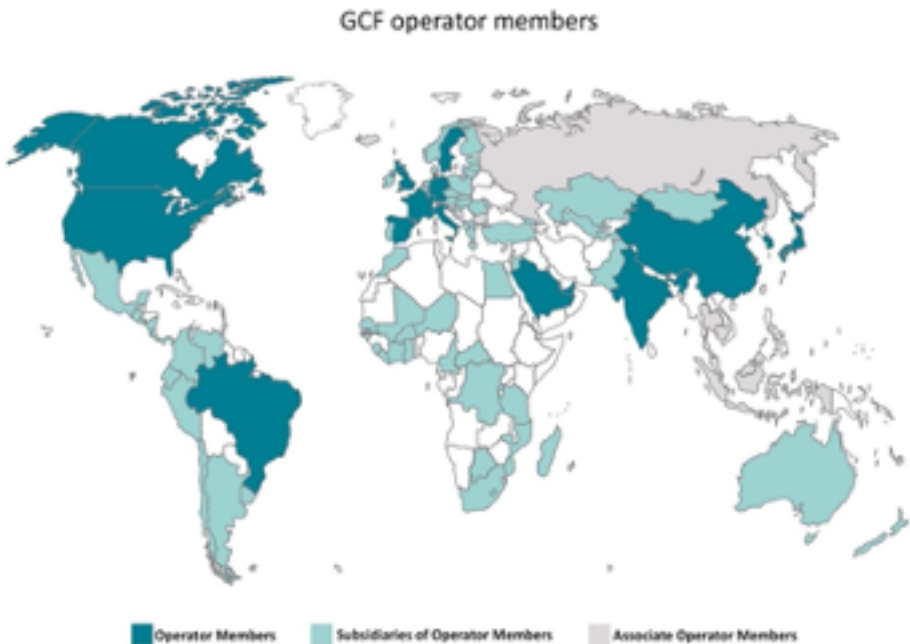 GCF operator members
Operator Members
Subsidiaries of Operator Members
Associate Operator Members